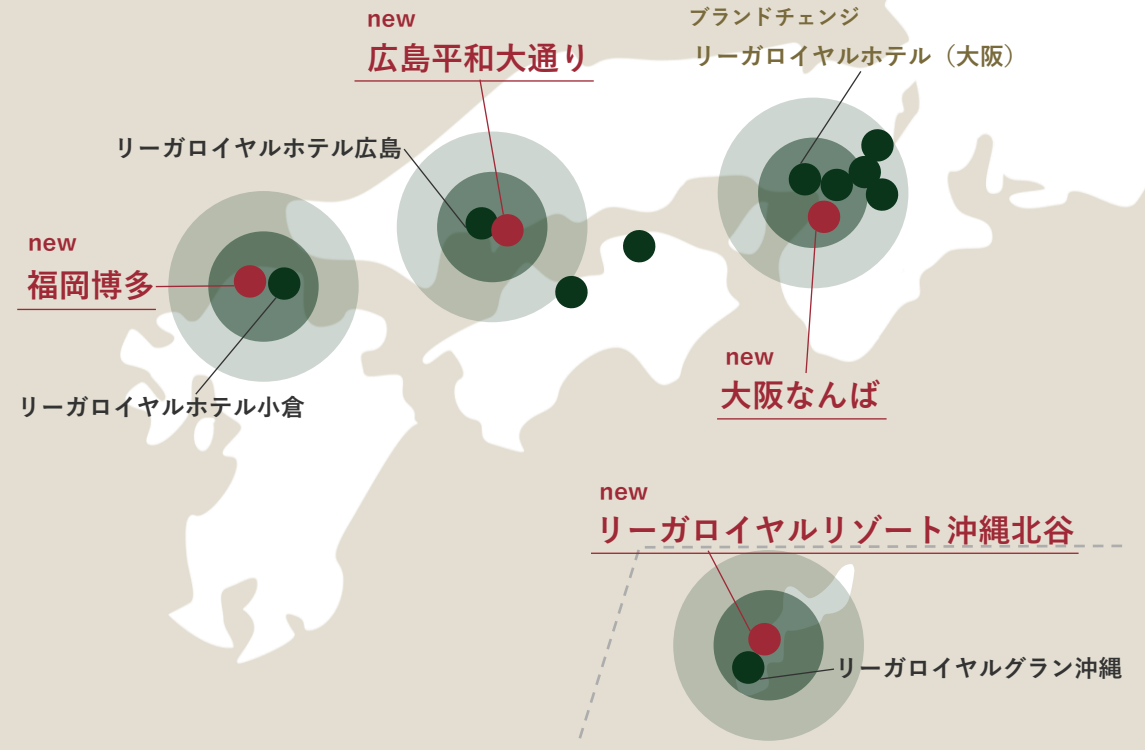 new
広島平和大通り
ブランドチェンジ
リーガロイヤルホテル（大阪）
リーガロイヤルホテル広島
new
福岡博多
リーガロイヤルホテル小倉
new
大阪なんば
new
リーガロイヤルリゾート沖縄北谷
リーガロイヤルグラン沖縄